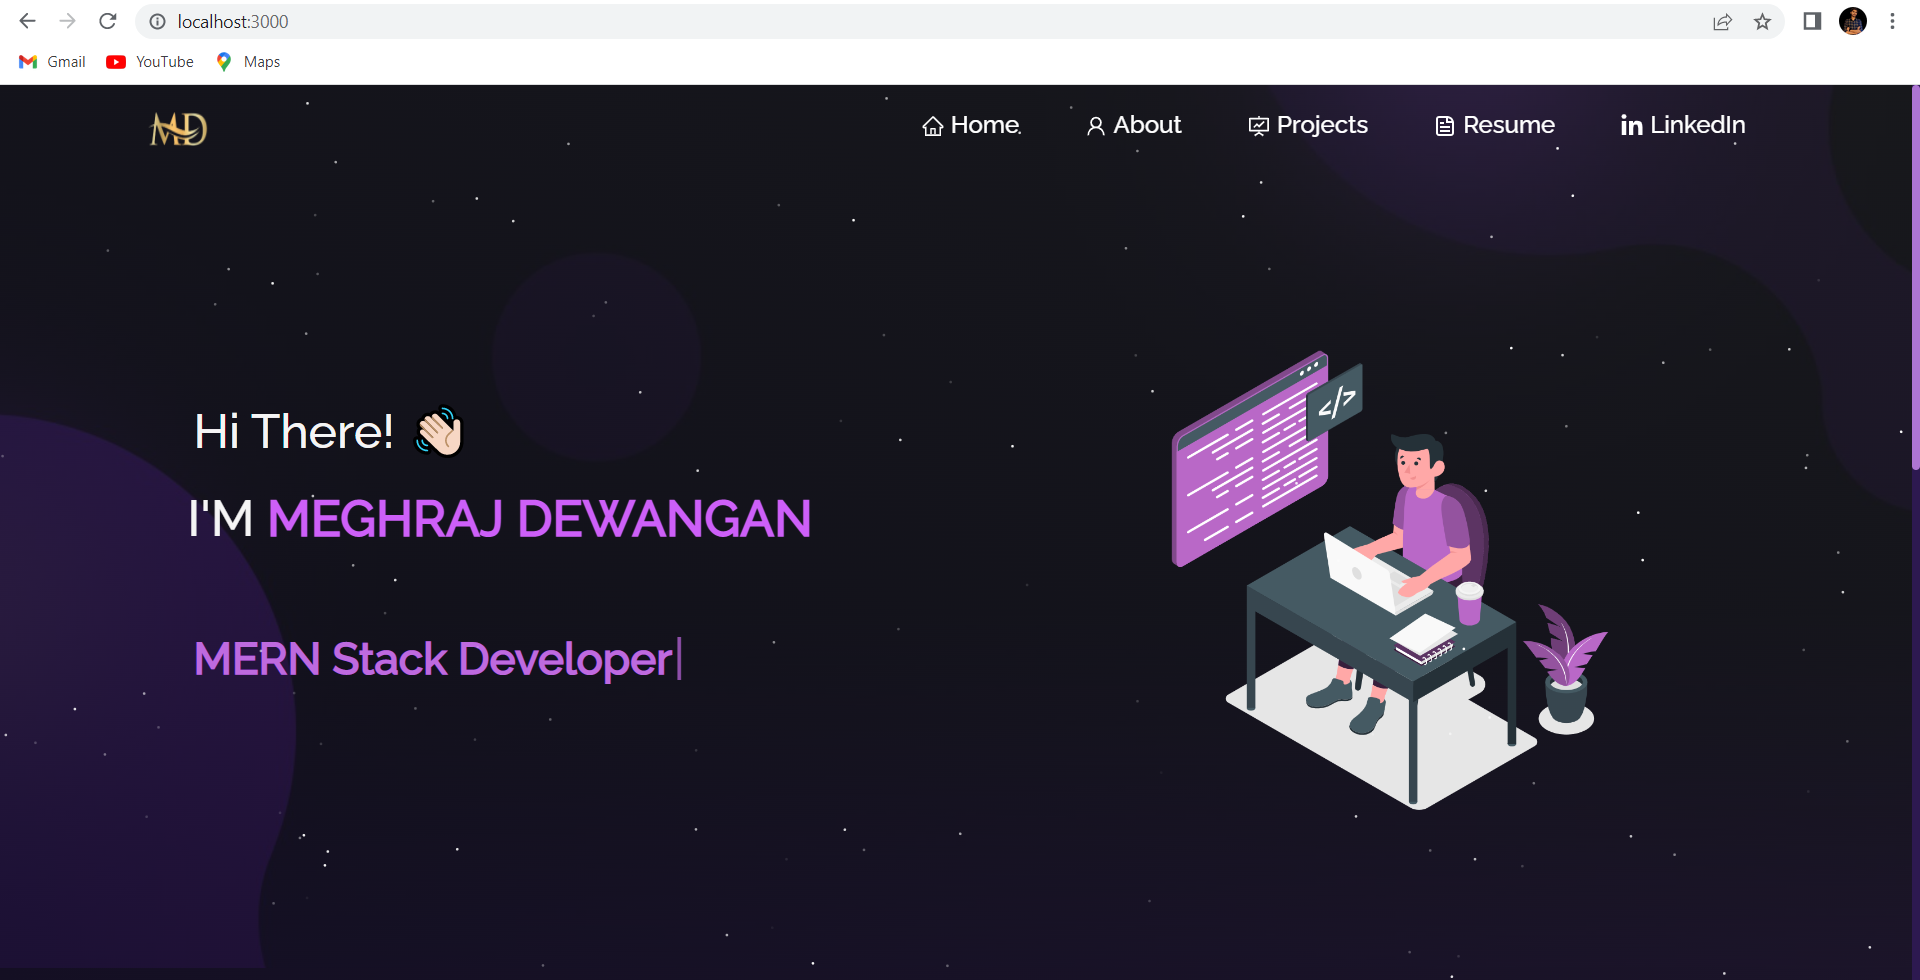 localhost:3000
Gmail YouTube Maps
MD Home About Projects Resume LinkedIn
</>
Hi There! 👋🏻
I'M MEGHRAJ DEWANGAN
MERN Stack Developer|